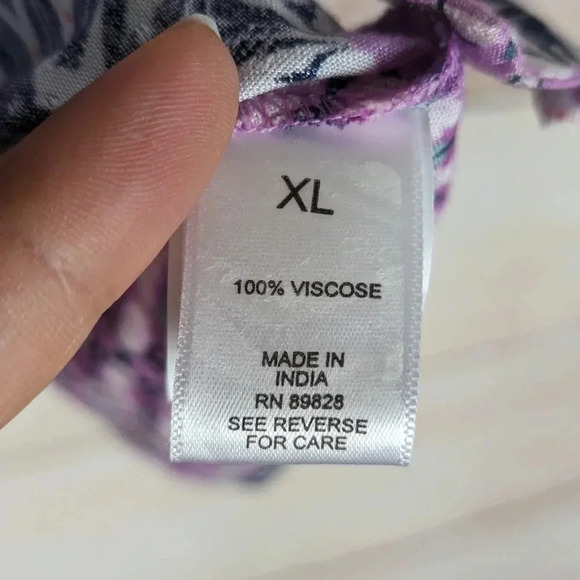 XL
100% VISCOSE
MADE IN
INDIA
RN 89828
SEE REVERSE
FOR CARE